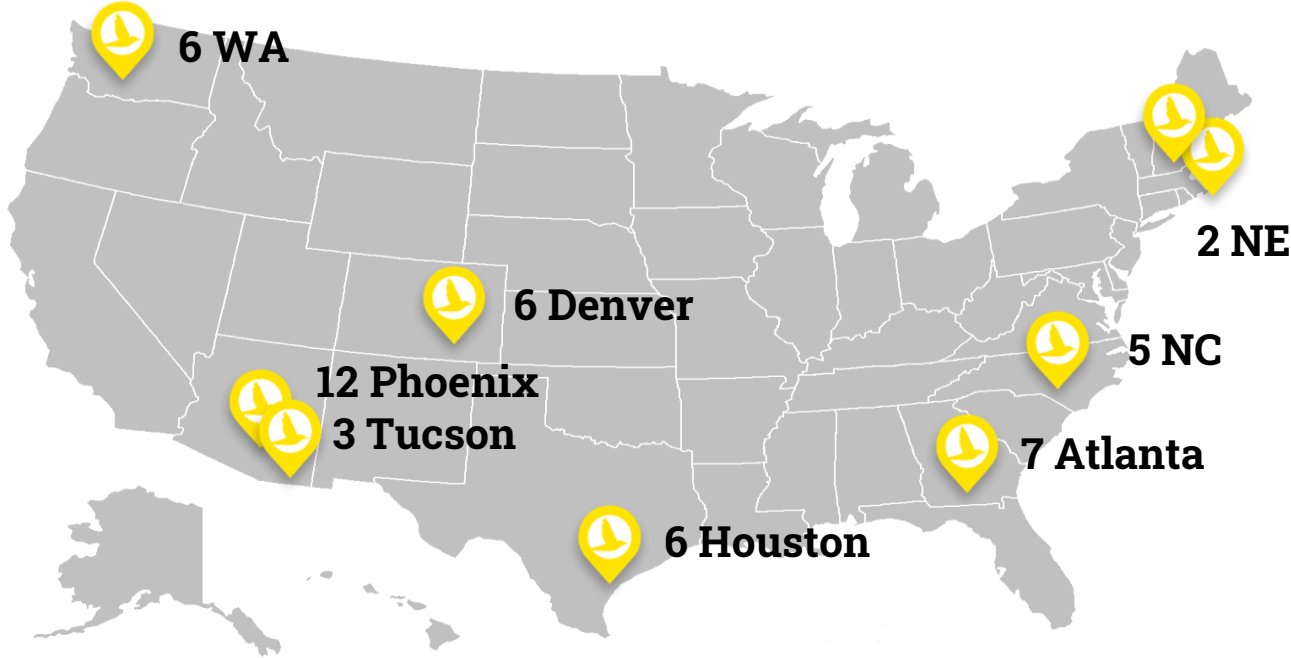 6 WA
2 NE
6 Denver
5 NC
12 Phoenix
3 Tucson
7 Atlanta
6 Houston